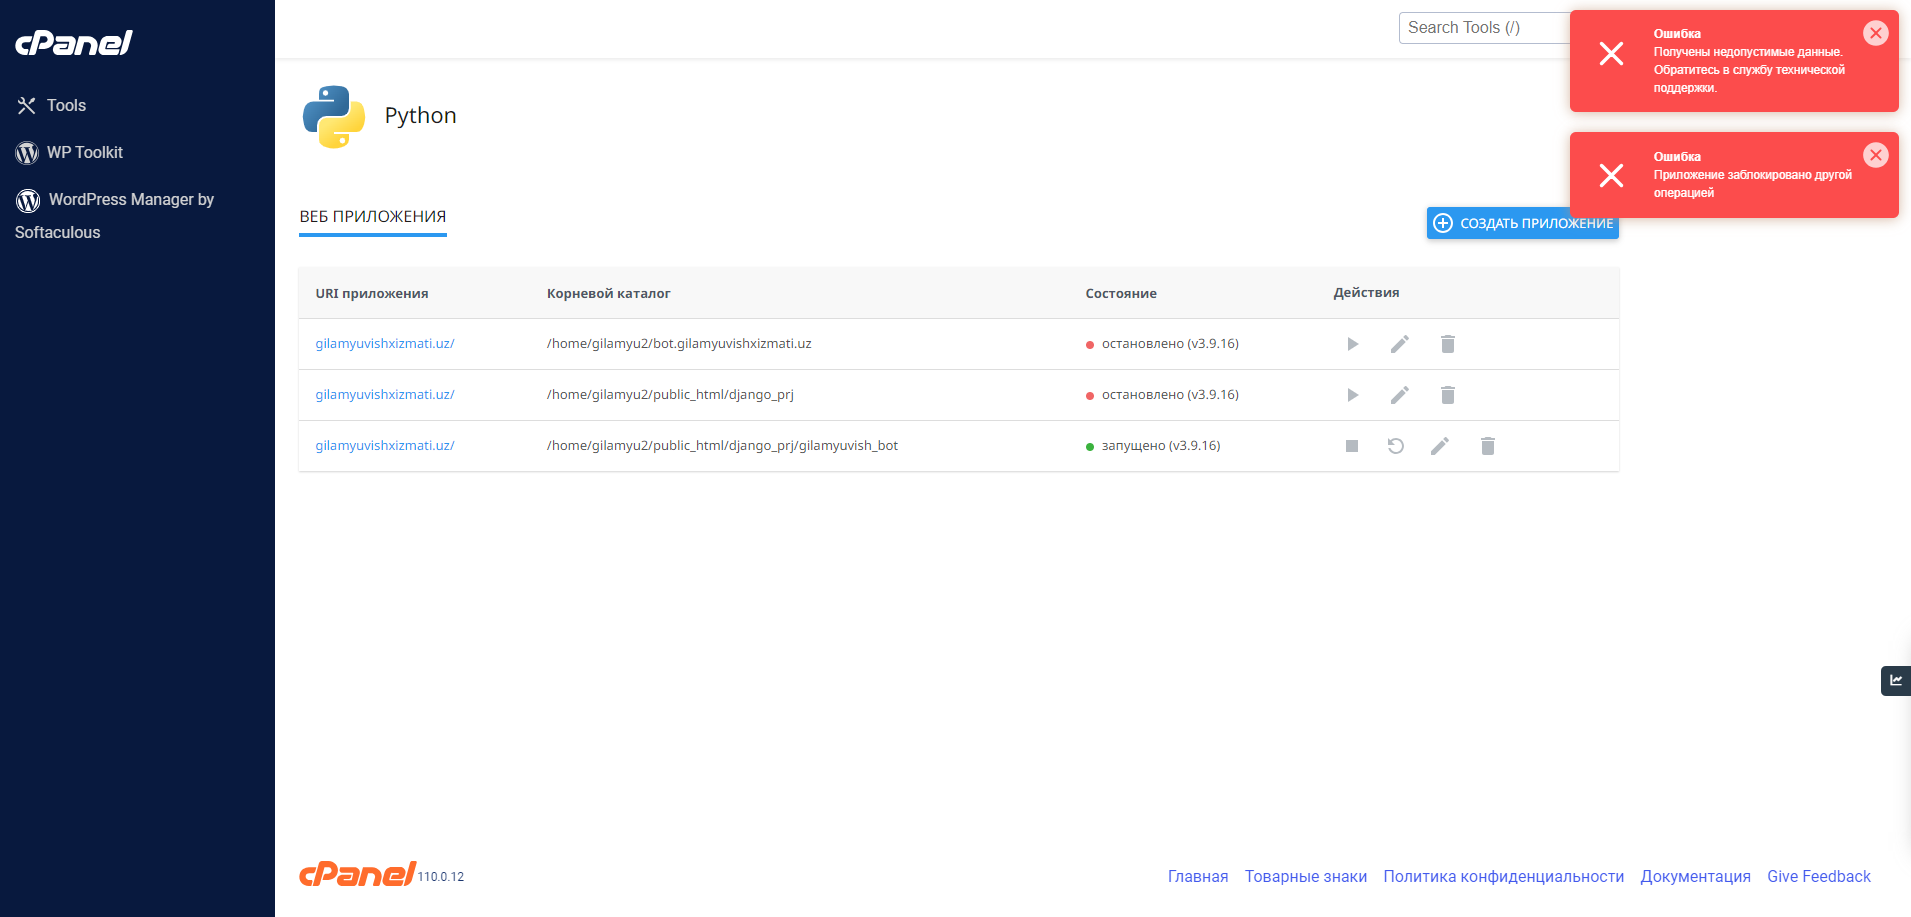 cPanel
Tools
WP Toolkit
WordPress Manager by
Softaculous
Search Tools (/)
Ошибка
Получены недопустимые данные.
Обратитесь в службу технической
поддержки.
Ошибка
Приложение заблокировано другой
операцией
Python
ВЕБ ПРИЛОЖЕНИЯ
СОЗДАТЬ ПРИЛОЖЕНИЕ
URI приложения Корневой каталог Состояние Действия
gilamyuvishxizmati.uz/ /home/gilamyu2/bot.gilamyuvishxizmati.uz остановлено (v3.9.16)
gilamyuvishxizmati.uz/ /home/gilamyu2/public_html/django_prj остановлено (v3.9.16)
gilamyuvishxizmati.uz/ /home/gilamyu2/public_html/django_prj/gilamyuvish_bot запущено (v3.9.16)
cPanel 110.0.12
Главная Товарные знаки Политика конфиденциальности Документация Give Feedback